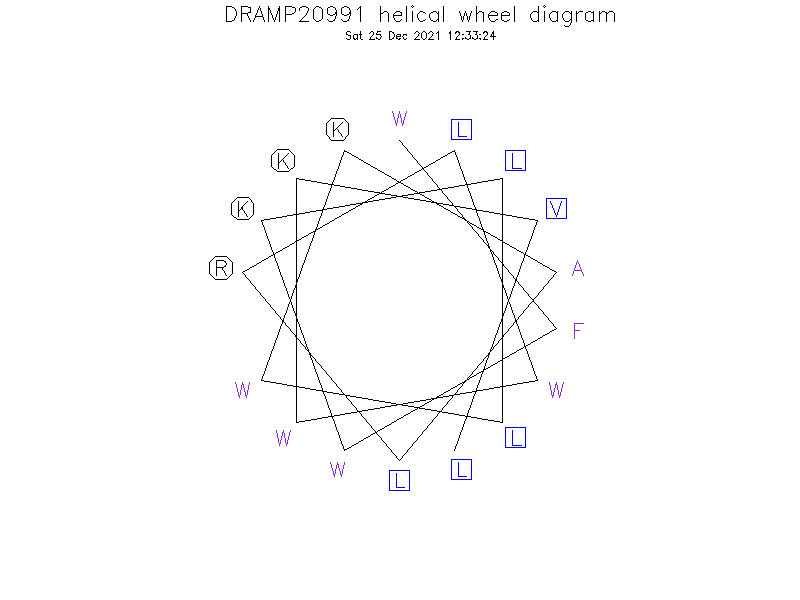 DRAMP20991 helical wheel diagram
Sat 25 Dec 2021 12:33:24
W
K L
K L
K V
R A
F
W W
W L
W L
L